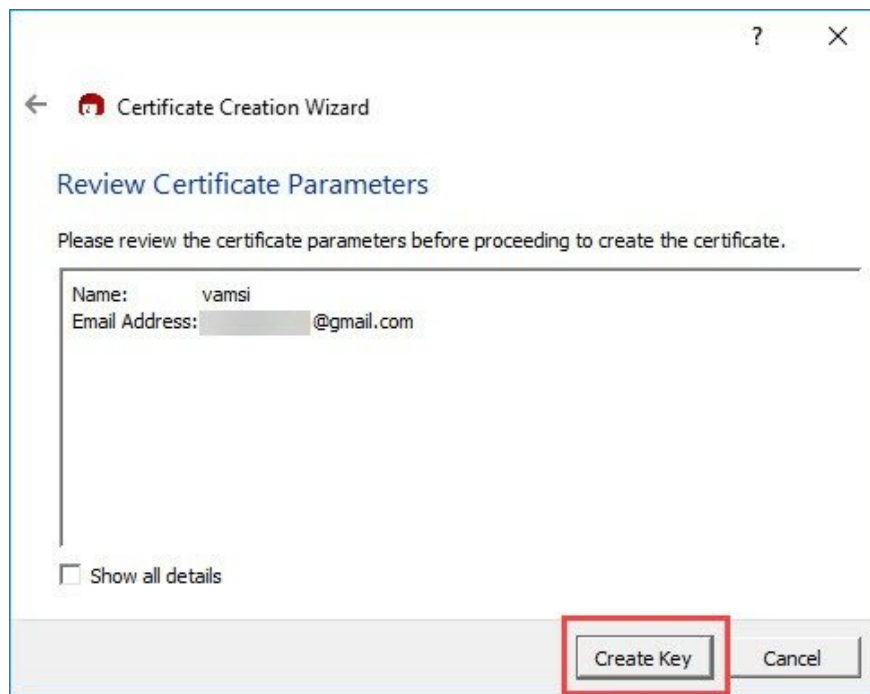 ?
Certificate Creation Wizard
Review Certificate Parameters
Please review the certificate parameters before proceeding to create the certificate.
Name: vamsi
Email Address: @gmail.com
Show all details
Create Key Cancel